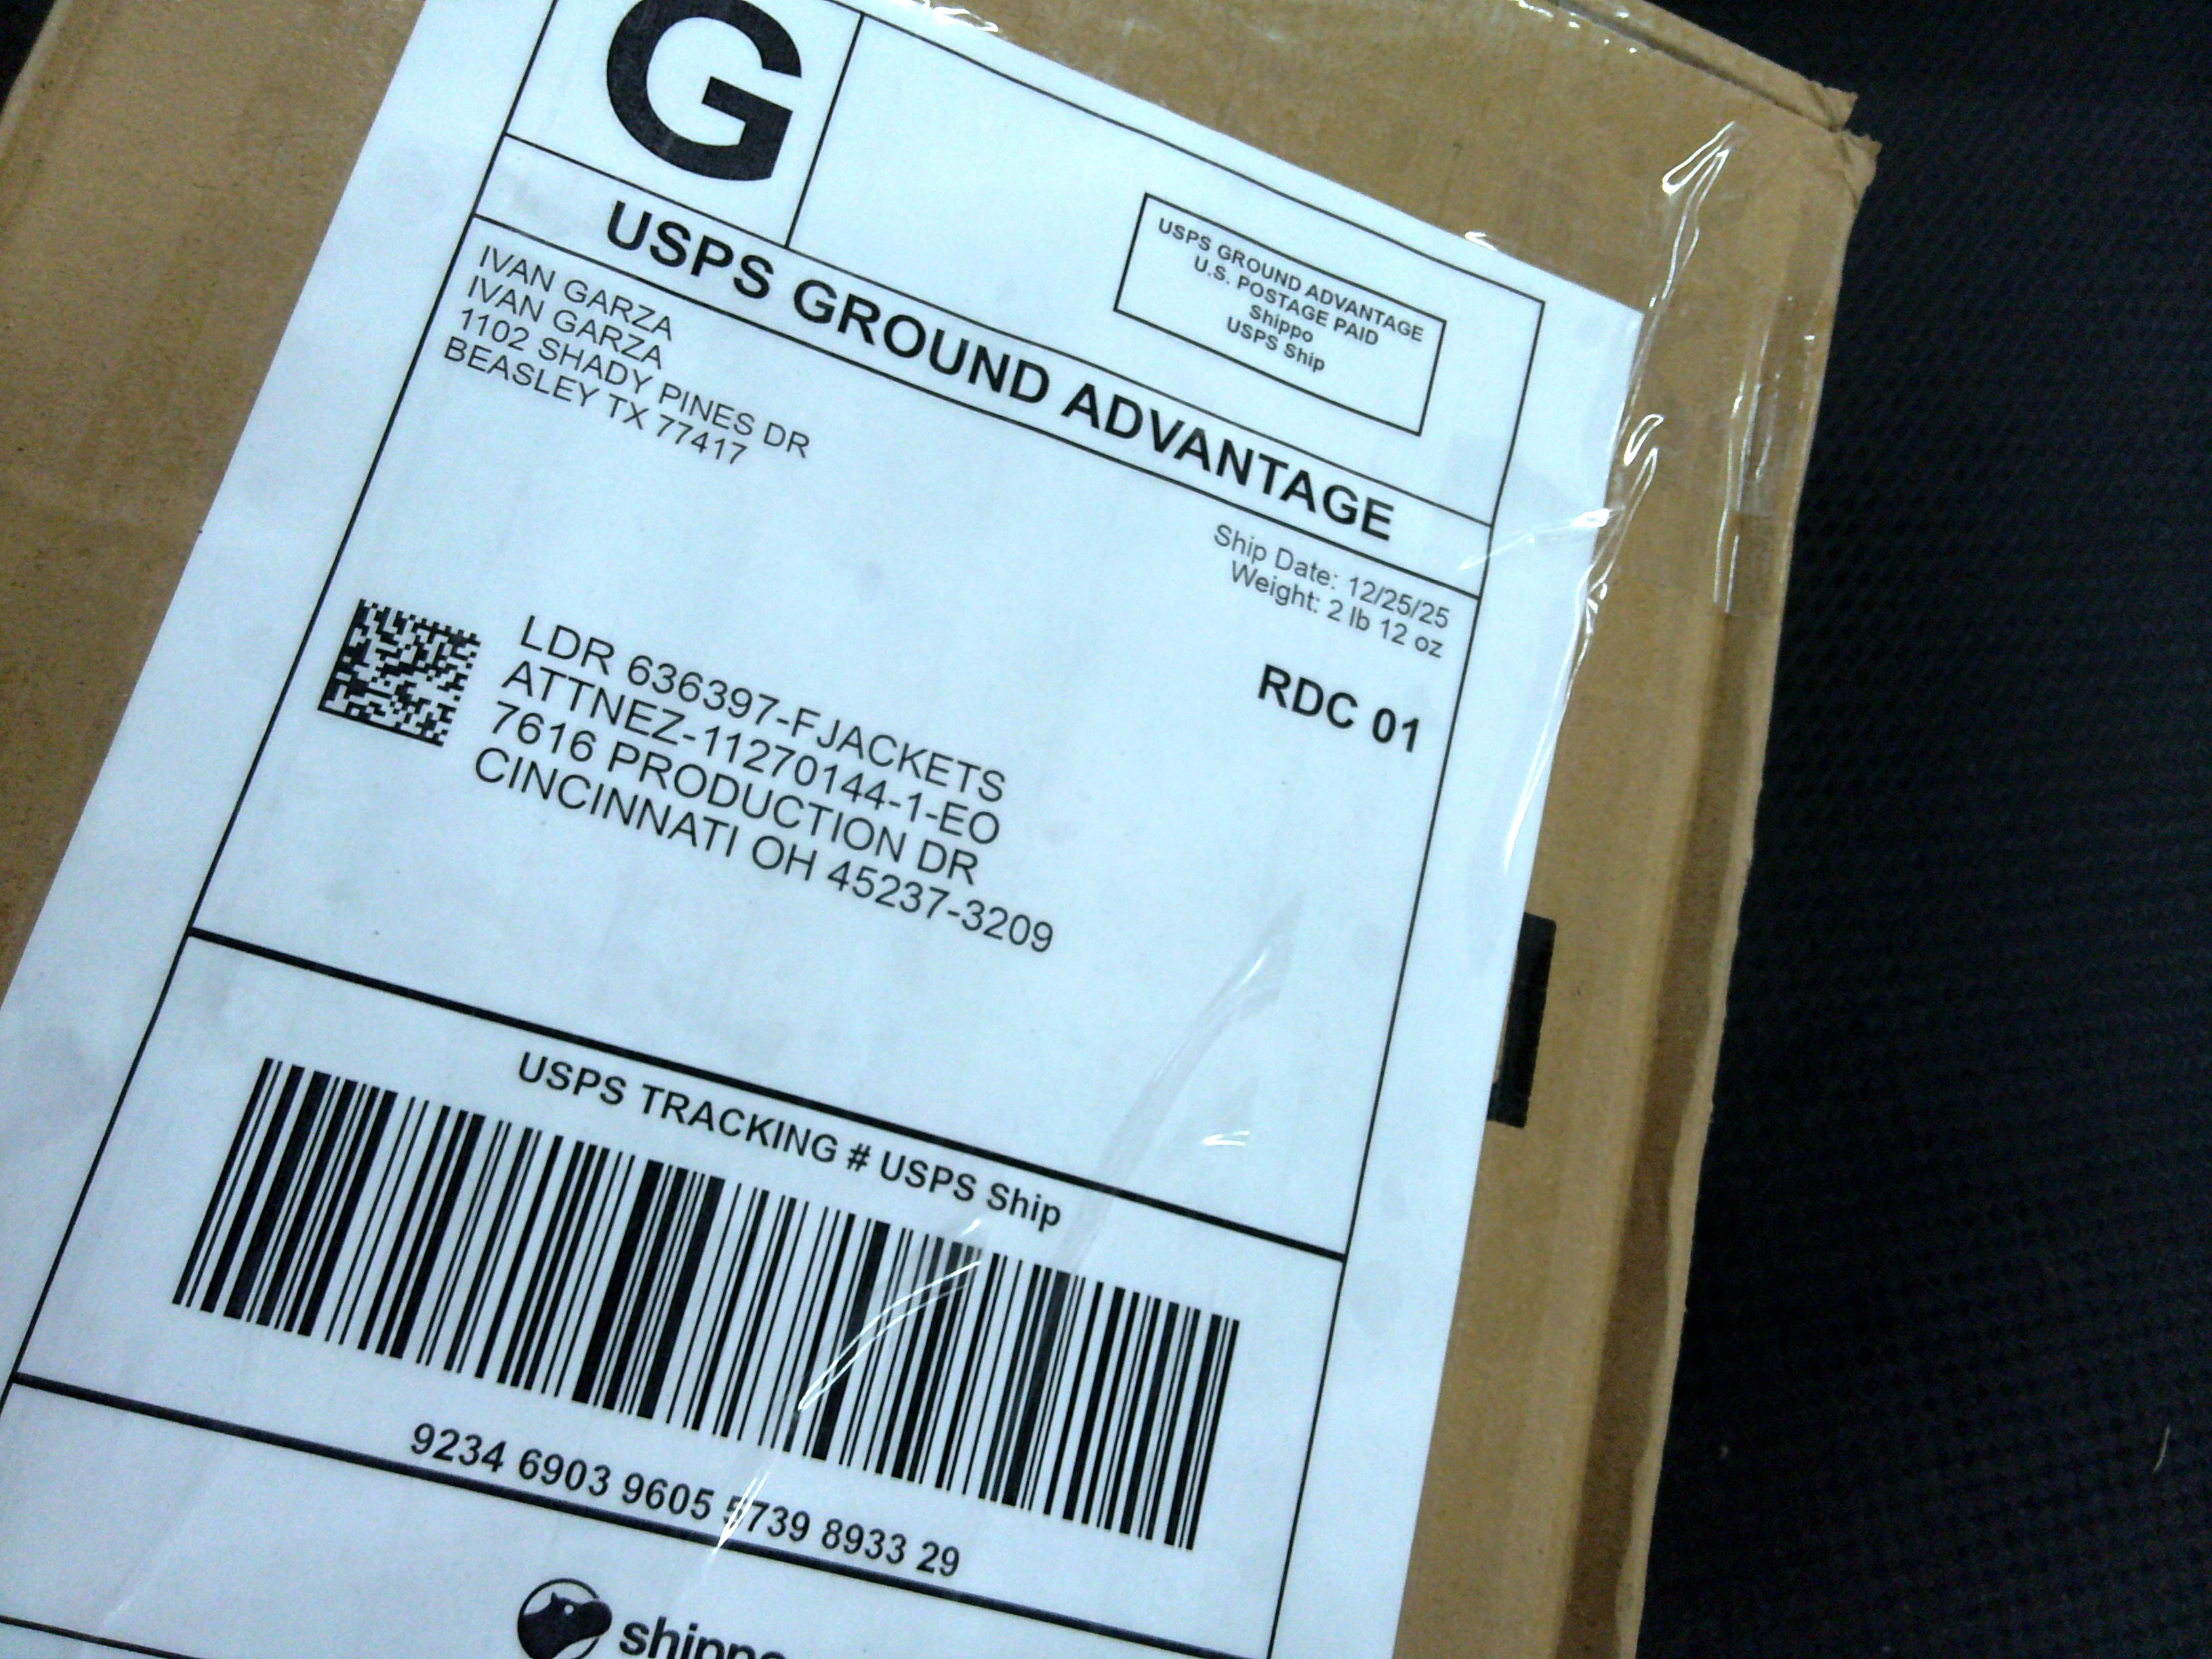 G
USPS GROUND ADVANTAGE
U.S. POSTAGE PAID
Shippo
USPS Ship
USPS GROUND ADVANTAGE
IVAN GARZA
IVAN GARZA
1102 SHADY PINES DR
BEASLEY TX 77417
Ship Date: 12/25/25
Weight: 2 lb 12 oz
RDC 01
LDR 636397-FJACKETS
ATTNEZ-11270144-1-EO
7616 PRODUCTION DR
CINCINNATI OH 45237-3209
USPS TRACKING # USPS Ship
9234 6903 9605 5739 8933 29
shippo